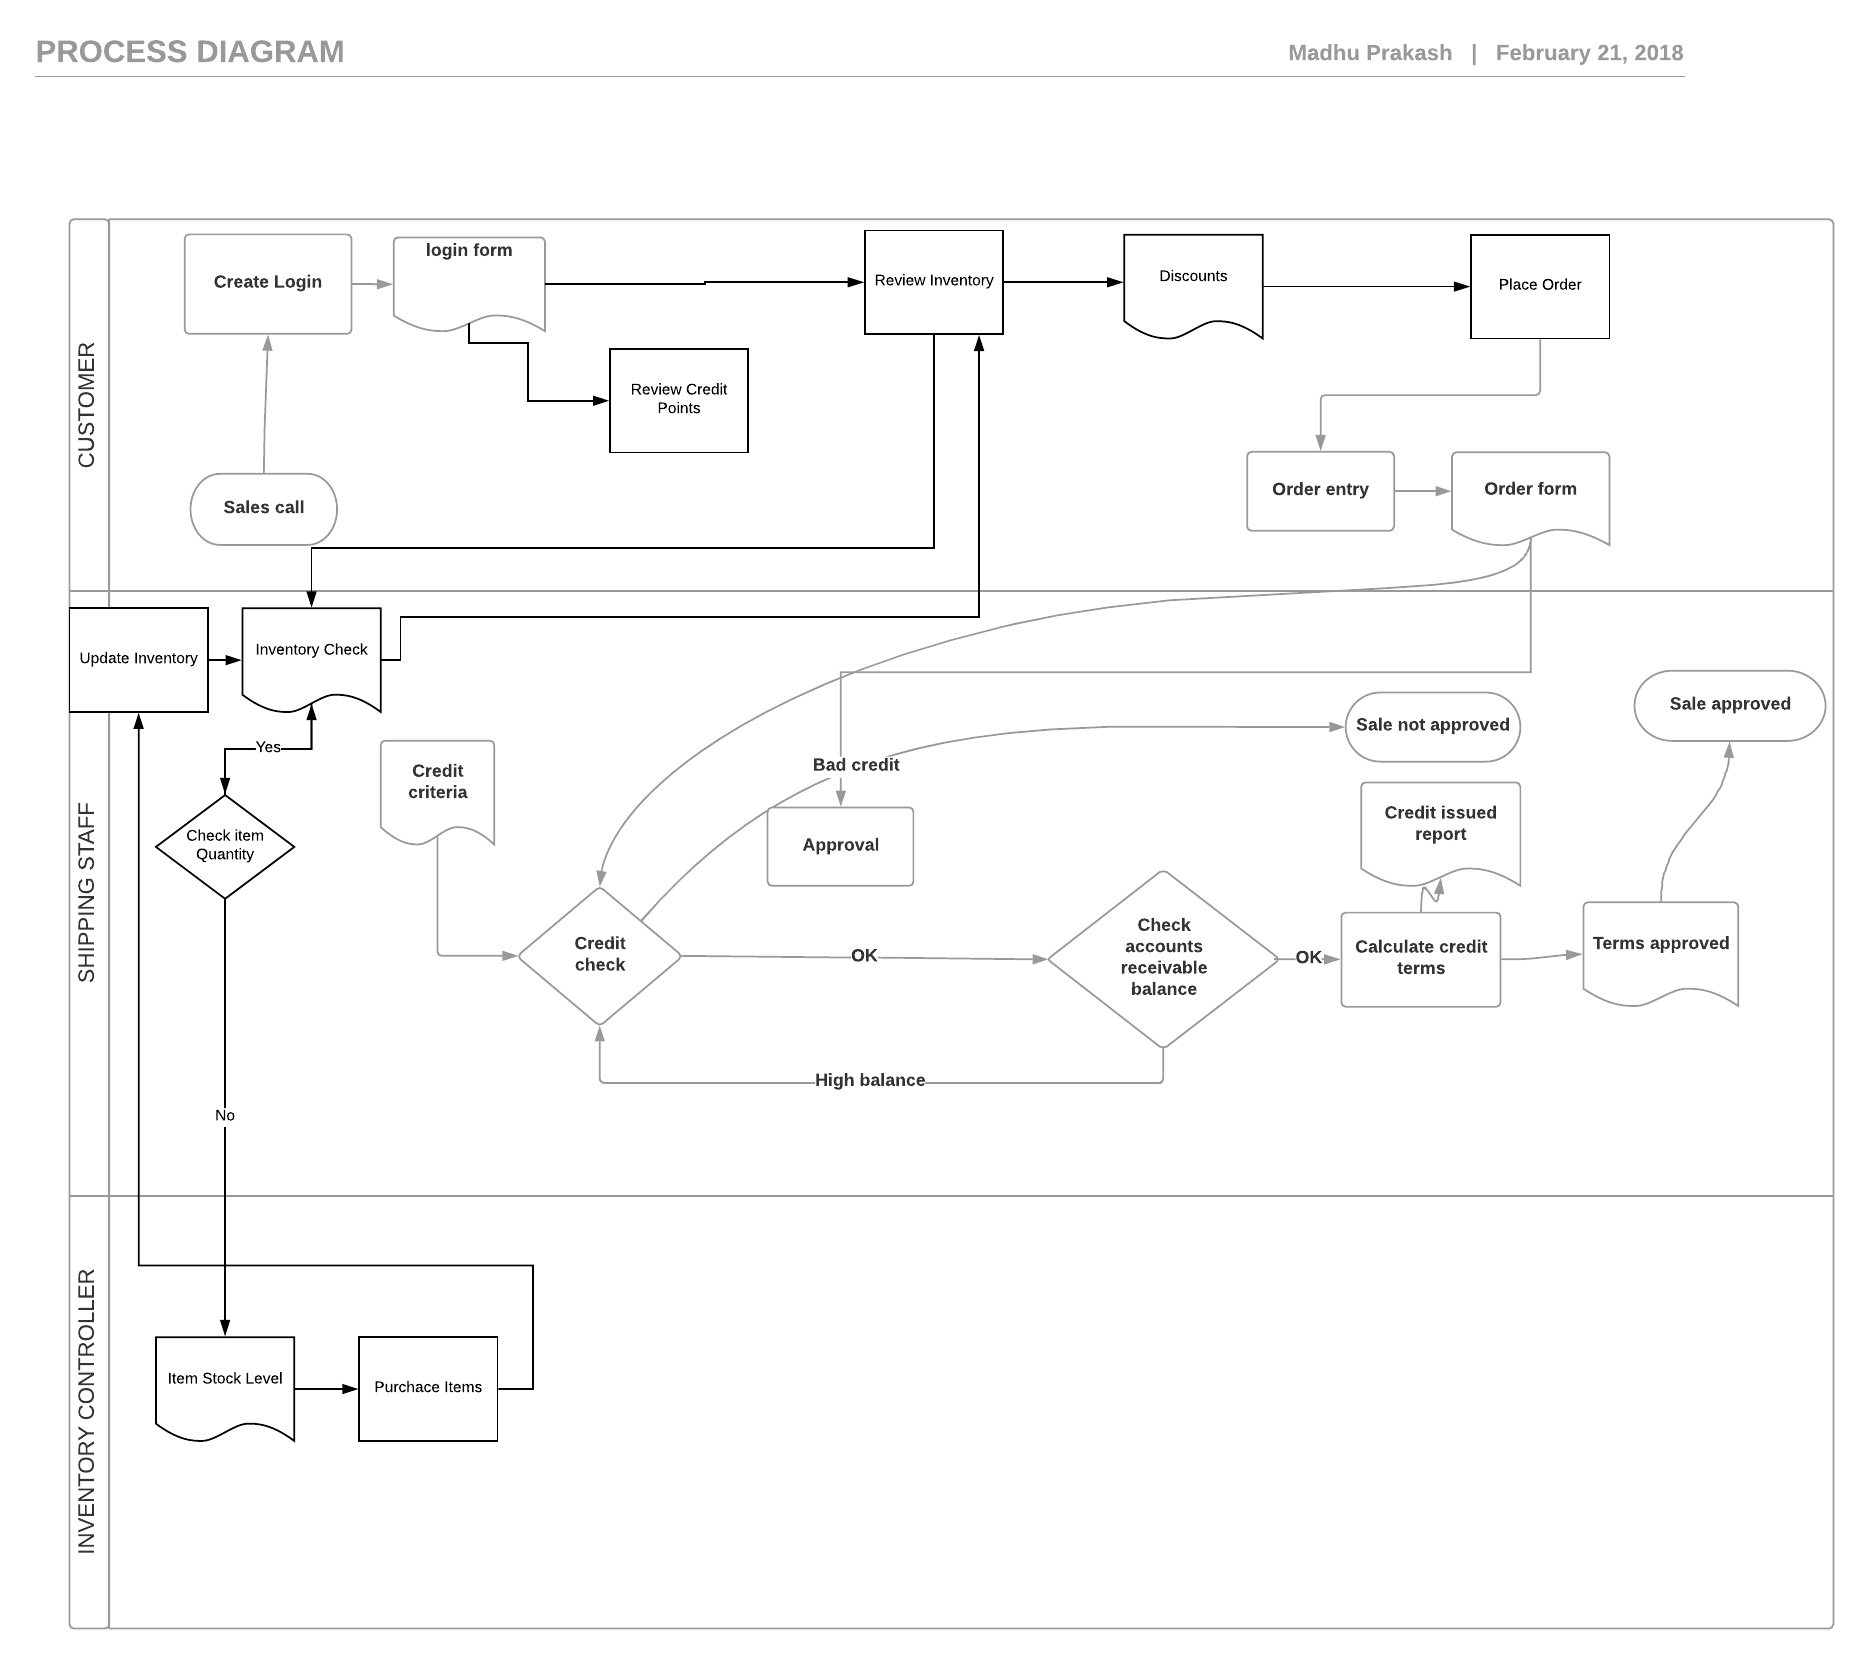 PROCESS DIAGRAM
Madhu Prakash | February 21, 2018
CUSTOMER
Create Login
login form
Review Inventory
Discounts
Place Order
Review Credit
Points
Sales call
Order entry
Order form
SHIPPING STAFF
Update Inventory
Inventory Check
Yes
Check item
Quantity
No
Credit
criteria
Bad credit
Approval
Sale not approved
Sale approved
Credit issued
report
Credit
check
OK
Check
accounts
receivable
balance
OK
Calculate credit
terms
Terms approved
High balance
INVENTORY CONTROLLER
Item Stock Level
Purchace Items